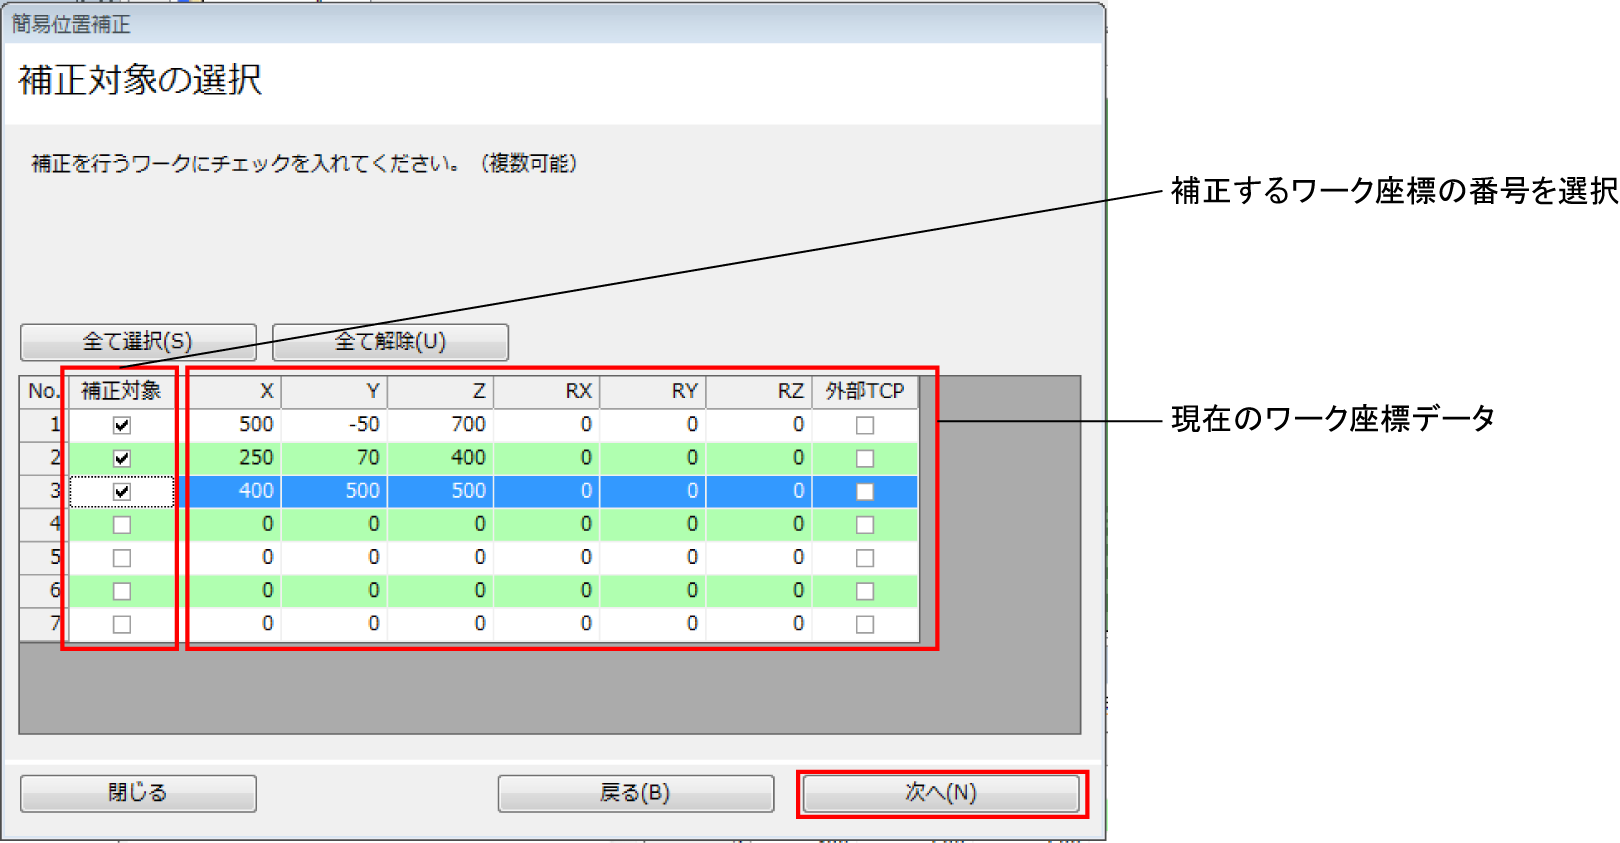 簡易位置補正
補正対象の選択
補正を行うワークにチェックを入れてください。（複数可能）
補正するワーク座標の番号を選択
全て選択(S) 全て解除(U)
No. 補正対象 X Y Z RX RY RZ 外部TCP
1 500 -50 700 0 0 0
現在のワーク座標データ
2 250 70 400 0 0 0
3 400 500 500 0 0 0
4 0 0 0 0 0 0
5 0 0 0 0 0 0
6 0 0 0 0 0 0
7 0 0 0 0 0 0
閉じる 戻る(B) 次へ(N)